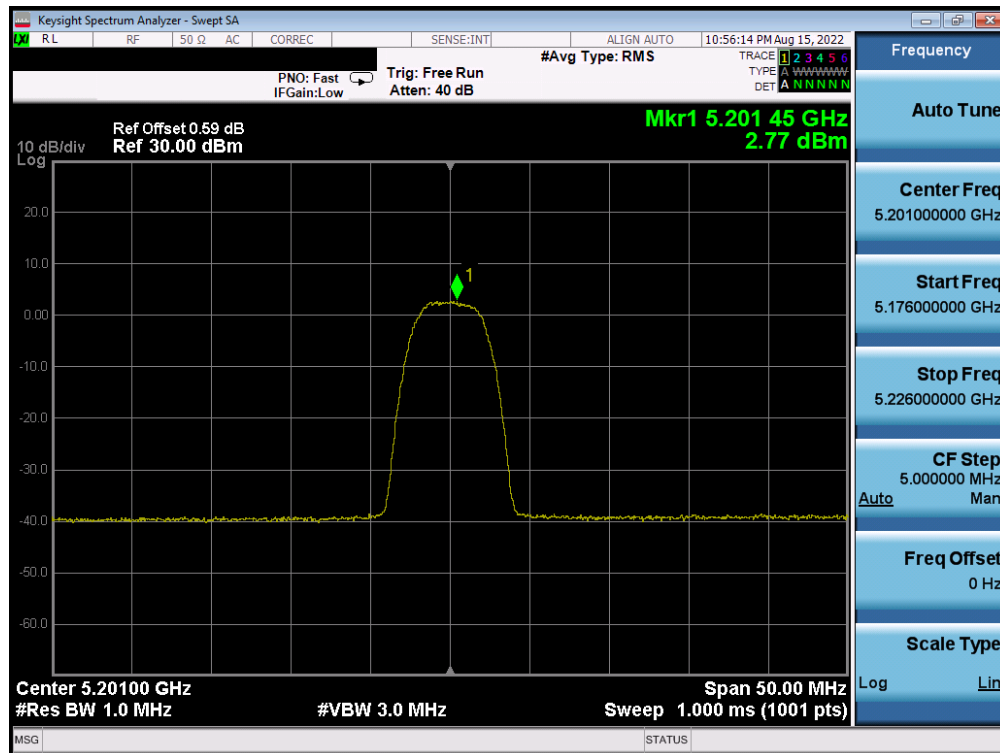 Keysight Spectrum Analyzer - Swept SA
LXI RL RF 50 Ω AC CORREC SENSE:INT ALIGN AUTO 10:56:14 PM Aug 15, 2022
#Avg Type: RMS
TRACE 1 2 3 4 5 6
TYPE A WWWWW
DET A N N N N N
PNO: Fast Trig: Free Run
IFGain:Low Atten: 40 dB
Mkr1 5.201 45 GHz
2.77 dBm
Ref Offset 0.59 dB
10 dB/div Ref 30.00 dBm
Log
1
20.0
10.0
0.00
-10.0
-20.0
-30.0
-40.0
-50.0
-60.0
Center 5.20100 GHz Span 50.00 MHz
#Res BW 1.0 MHz #VBW 3.0 MHz Sweep 1.000 ms (1001 pts)
MSG STATUS
Frequency
Auto Tune
Center Freq
5.201000000 GHz
Start Freq
5.176000000 GHz
Stop Freq
5.226000000 GHz
CF Step
5.000000 MHz
Auto Man
Freq Offset
0 Hz
Scale Type
Log Lin